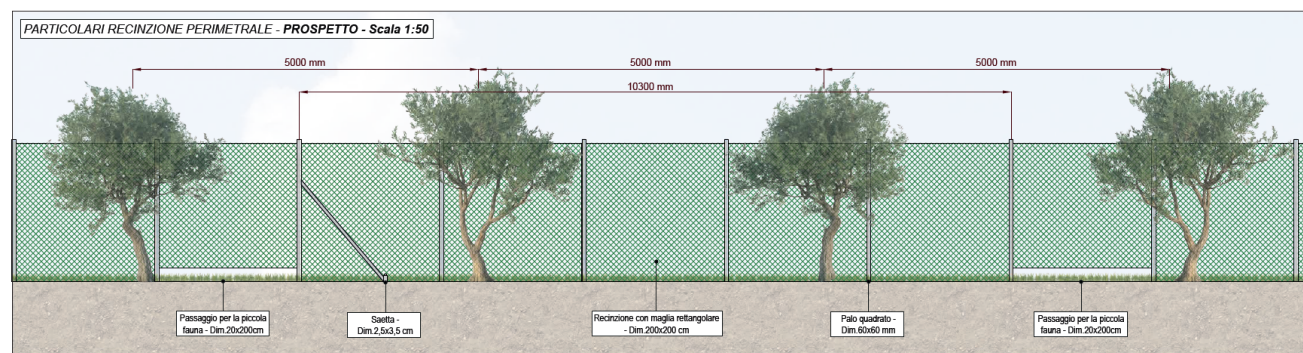 PARTICOLARI RECINZIONE PERIMETRALE - PROSPETTO - Scala 1:50
5000 mm
5000 mm
5000 mm
10300 mm
Passaggio per la piccola
fauna - Dim.20x200cm
Saetta -
Dim.2,5x3,5 cm
Recinzione con maglia rettangolare
- Dim.200x200 cm
Palo quadrato -
Dim.60x60 mm
Passaggio per la piccola
fauna - Dim.20x200cm